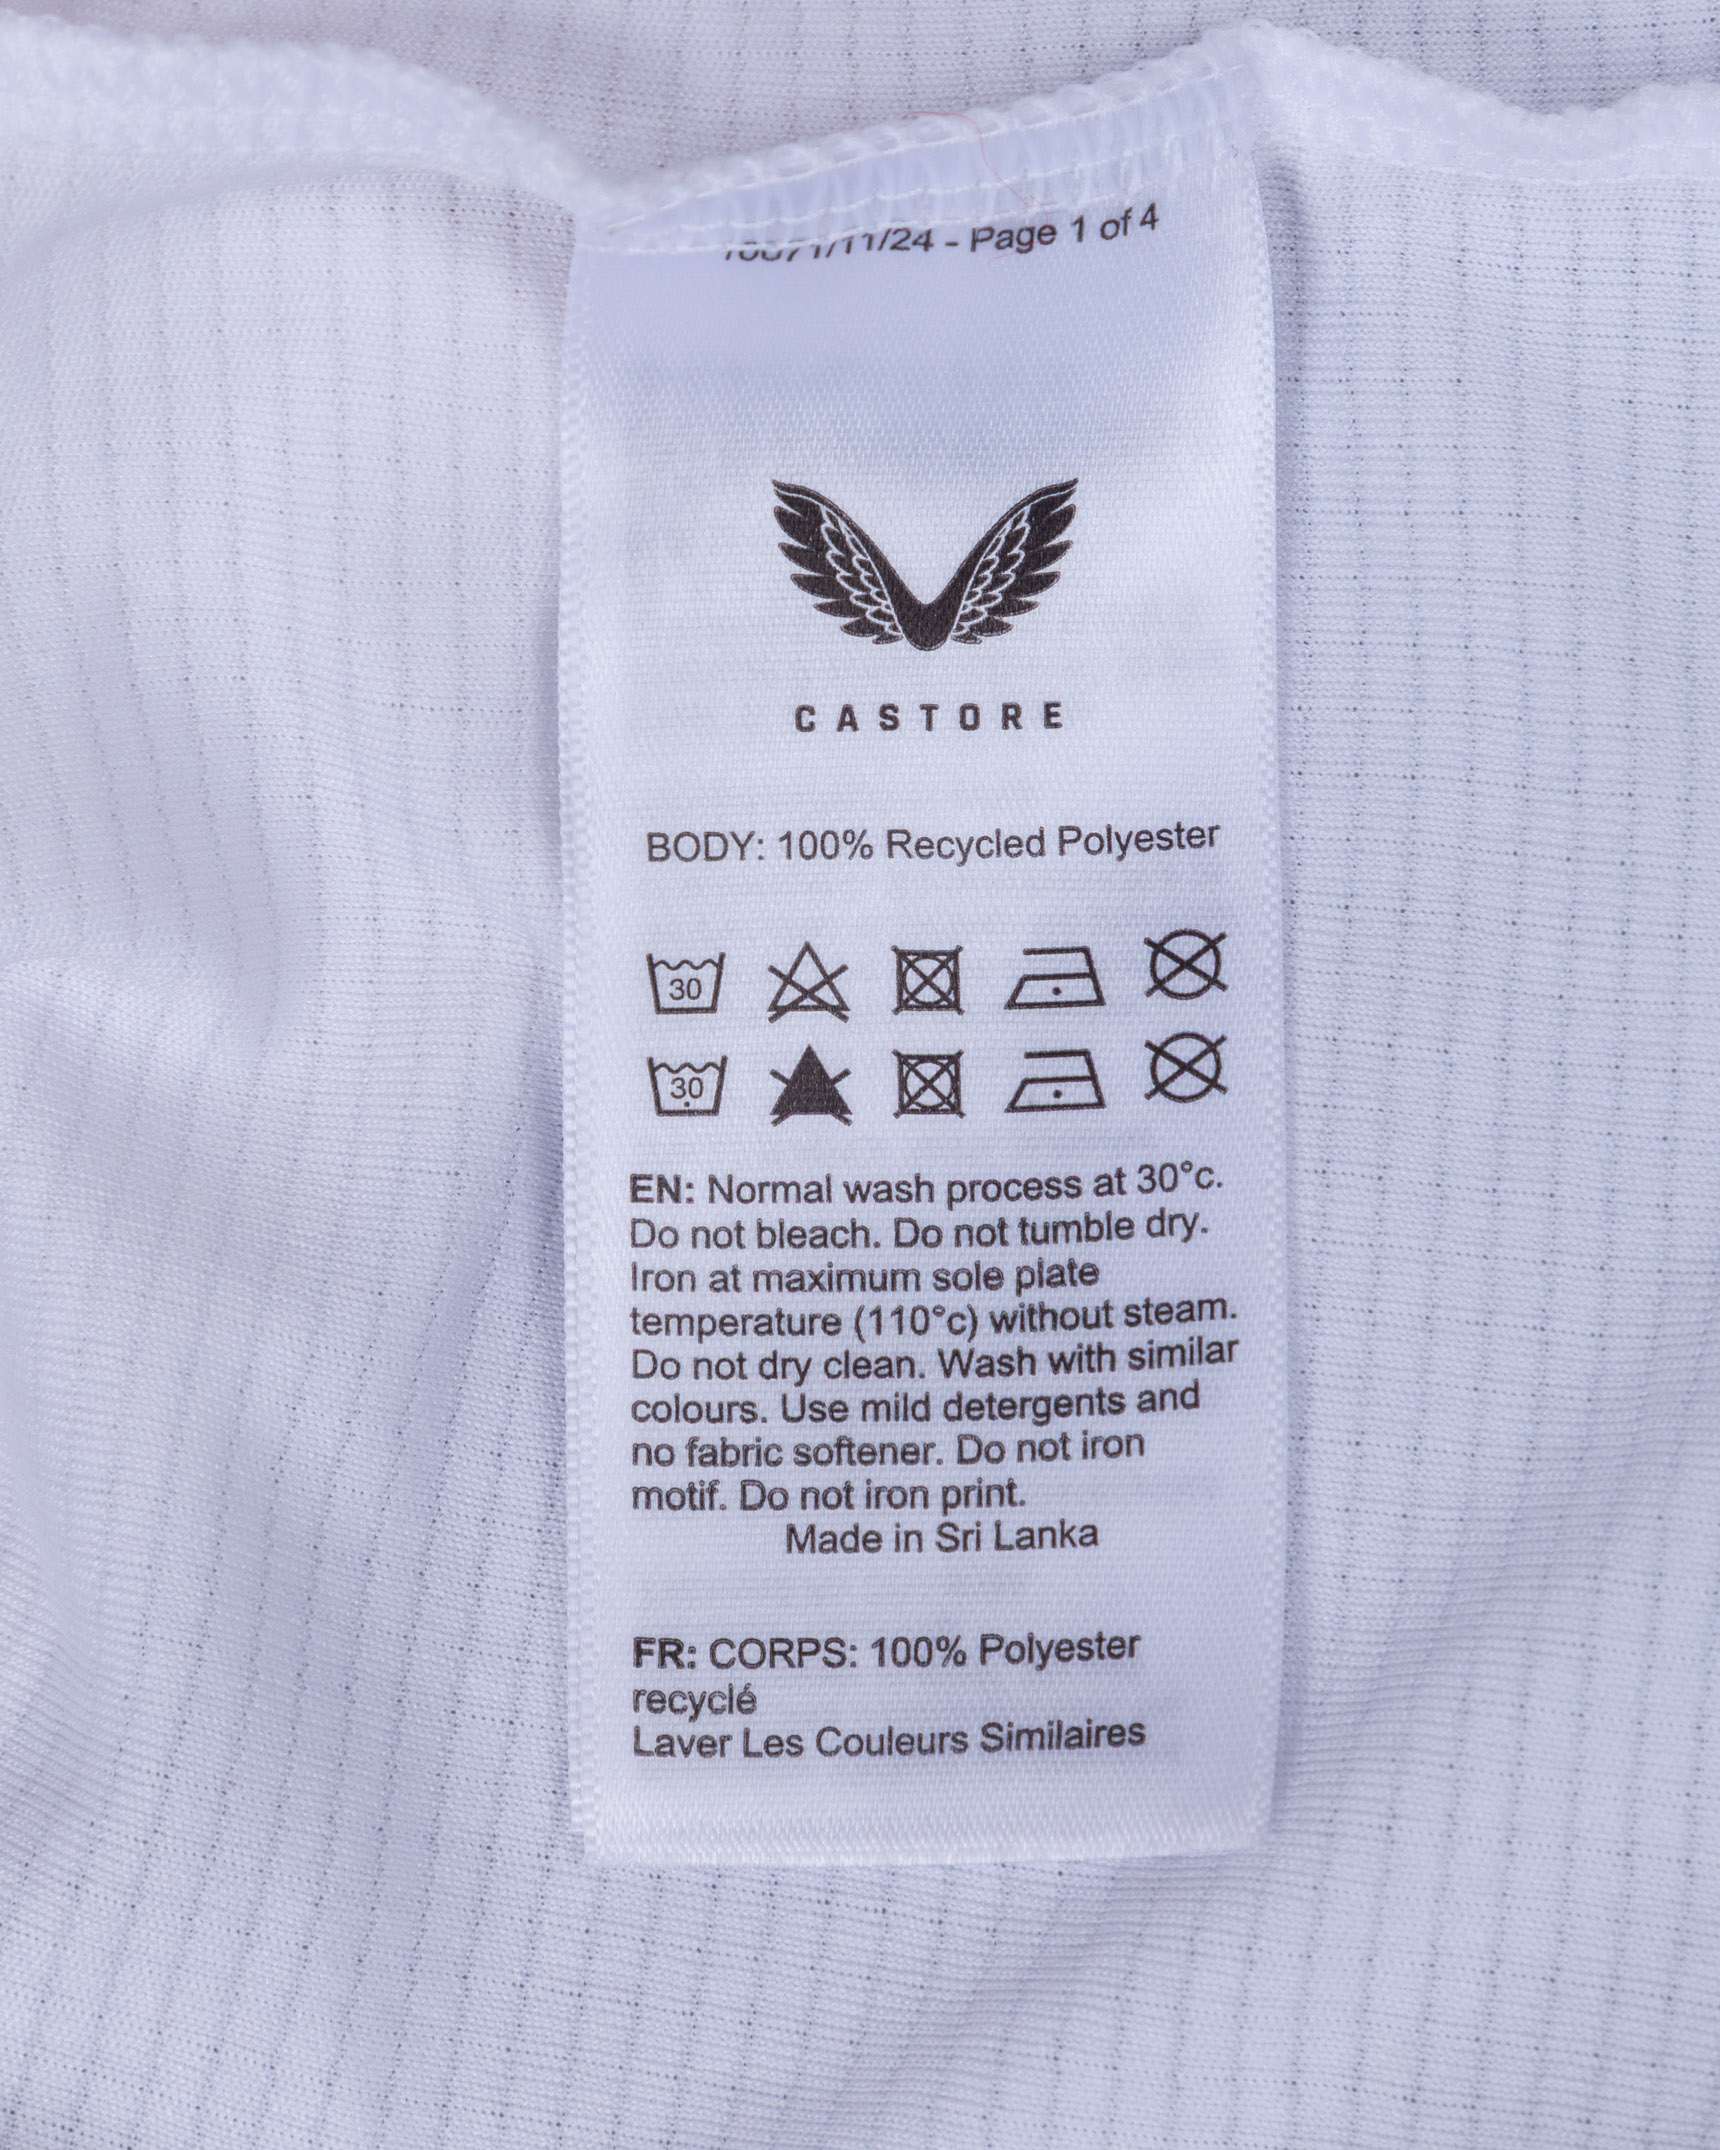 /24 - Page 1 of 4
CASTORE
BODY: 100% Recycled Polyester
30
30
EN: Normal wash process at 30°c.
Do not bleach. Do not tumble dry.
Iron at maximum sole plate
temperature (110°c) without steam.
Do not dry clean. Wash with similar
colours. Use mild detergents and
no fabric softener. Do not iron
motif. Do not iron print.
Made in Sri Lanka
FR: CORPS: 100% Polyester
recyclé
Laver Les Couleurs Similaires